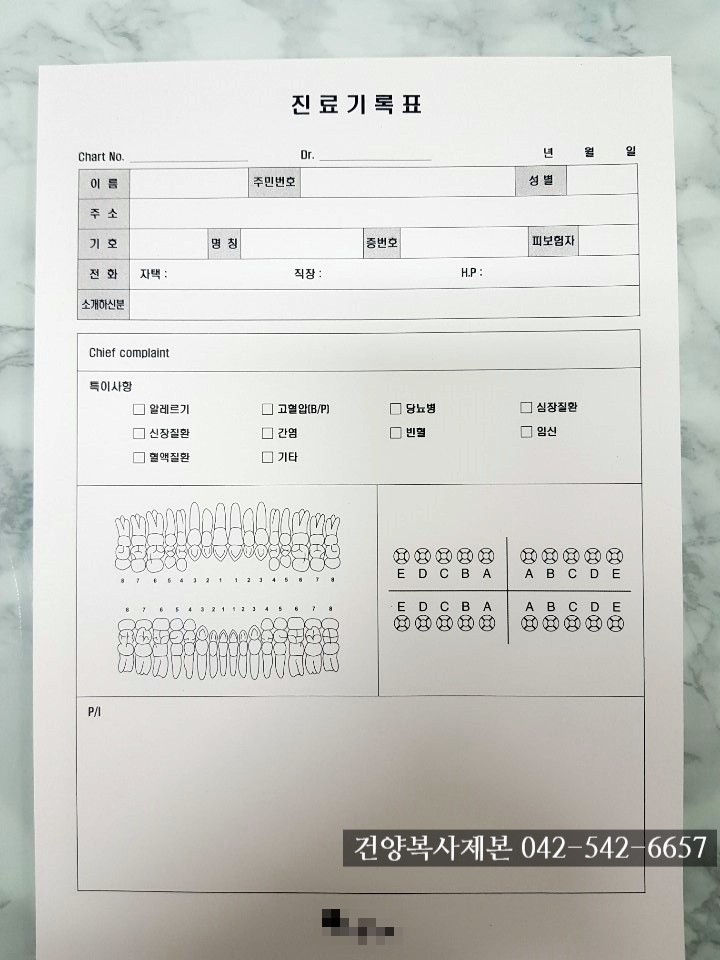 진료기록표
Chart No. Dr. 년 월 일
이 름 주민번호 성 별
주 소
기 호 명 칭 증번호 피보험자
전 화 자택 : 직장 : H.P :
소개하신분
Chief complaint
특이사항
알레르기 고혈압(B/P) 당뇨병 심장질환
신장질환 간염 빈혈 임신
혈액질환 기타
8 7 6 5 4 3 2 1 1 2 3 4 5 6 7 8
8 7 6 5 4 3 2 1 1 2 3 4 5 6 7 8
E D C B A A B C D E
E D C B A A B C D E
P/I
건양복사제본 042-542-6657